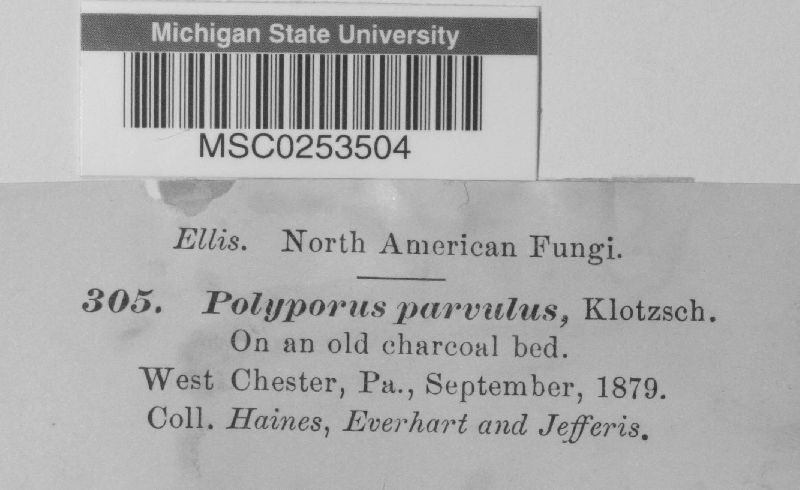 Michigan State University
MSC0253504
Ellis. North American Fungi.
305. Polyporus parvulus, Klotzsch.
On an old charcoal bed.
West Chester, Pa., September, 1879.
Coll. Haines, Everhart and Jefferis.